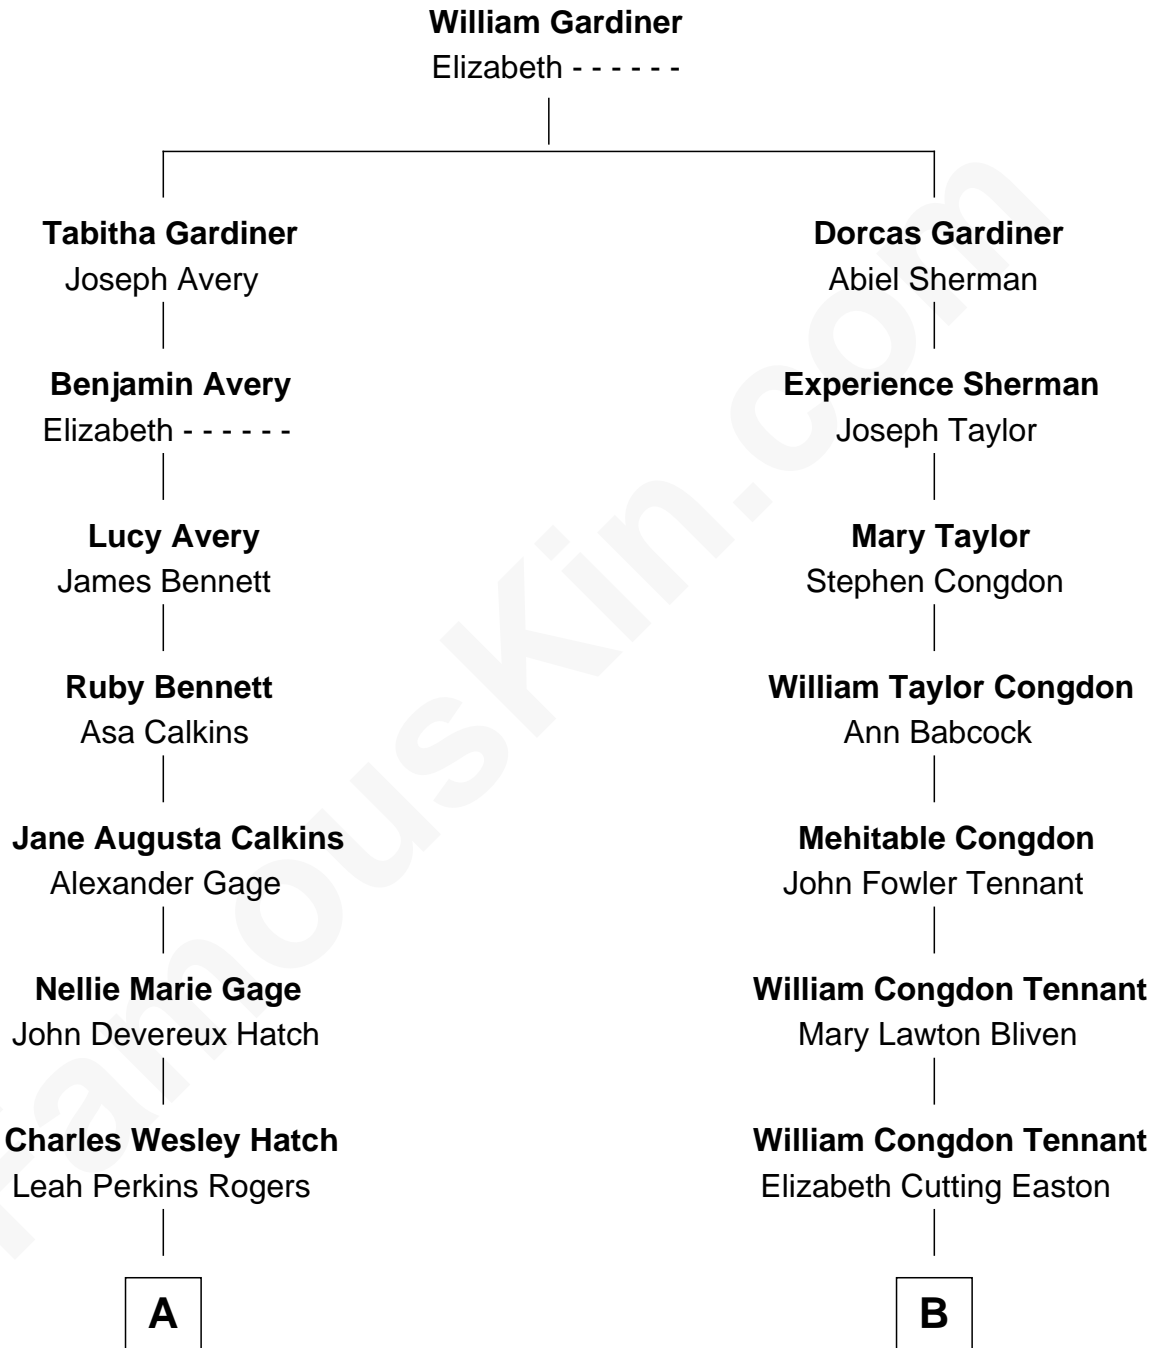 William Gardiner
Elizabeth - - - - - -
Tabitha Gardiner
Joseph Avery
Dorcas Gardiner
Abiel Sherman
Benjamin Avery
Elizabeth - - - - - -
Experience Sherman
Joseph Taylor
Lucy Avery
James Bennett
Mary Taylor
Stephen Congdon
Ruby Bennett
Asa Calkins
William Taylor Congdon
Ann Babcock
Jane Augusta Calkins
Alexander Gage
Mehitable Congdon
John Fowler Tennant
Nellie Marie Gage
John Devereux Hatch
William Congdon Tennant
Mary Lawton Bliven
Charles Wesley Hatch
Leah Perkins Rogers
William Congdon Tennant
Elizabeth Cutting Easton
A
B
FamousKin.com